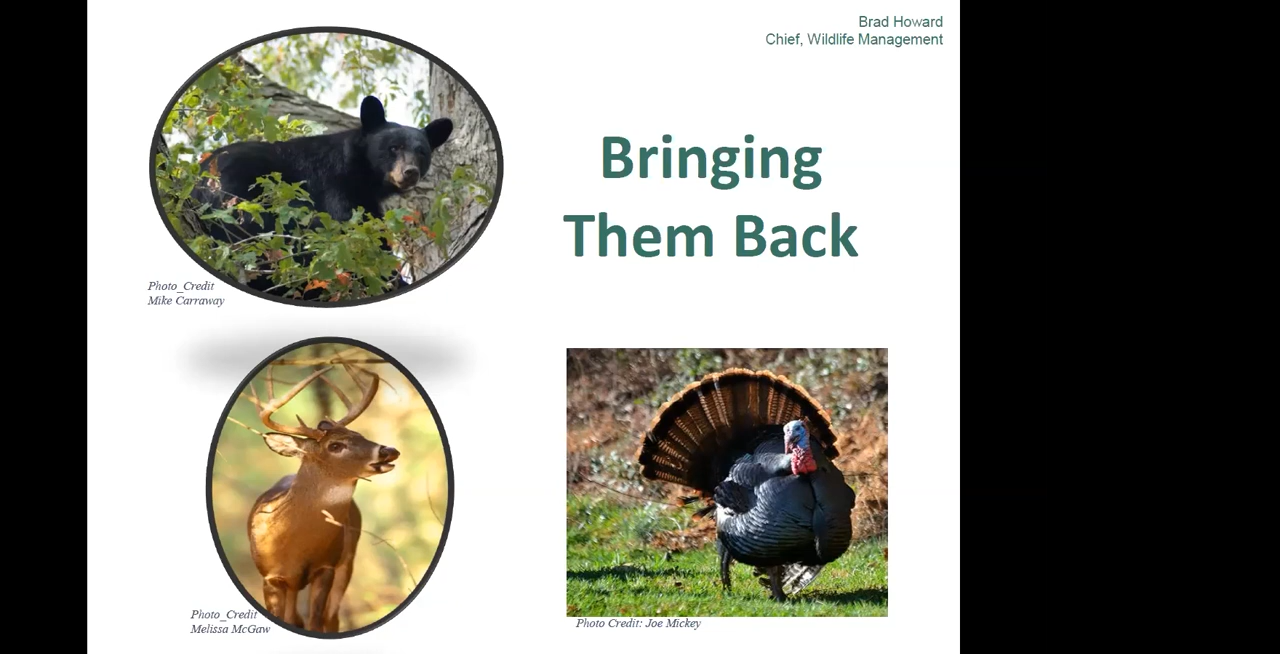 Brad Howard
Chief, Wildlife Management
Bringing
Them Back
Photo_Credit
Mike Carraway
Photo_Credit
Melissa McGaw
Photo Credit: Joe Mickey